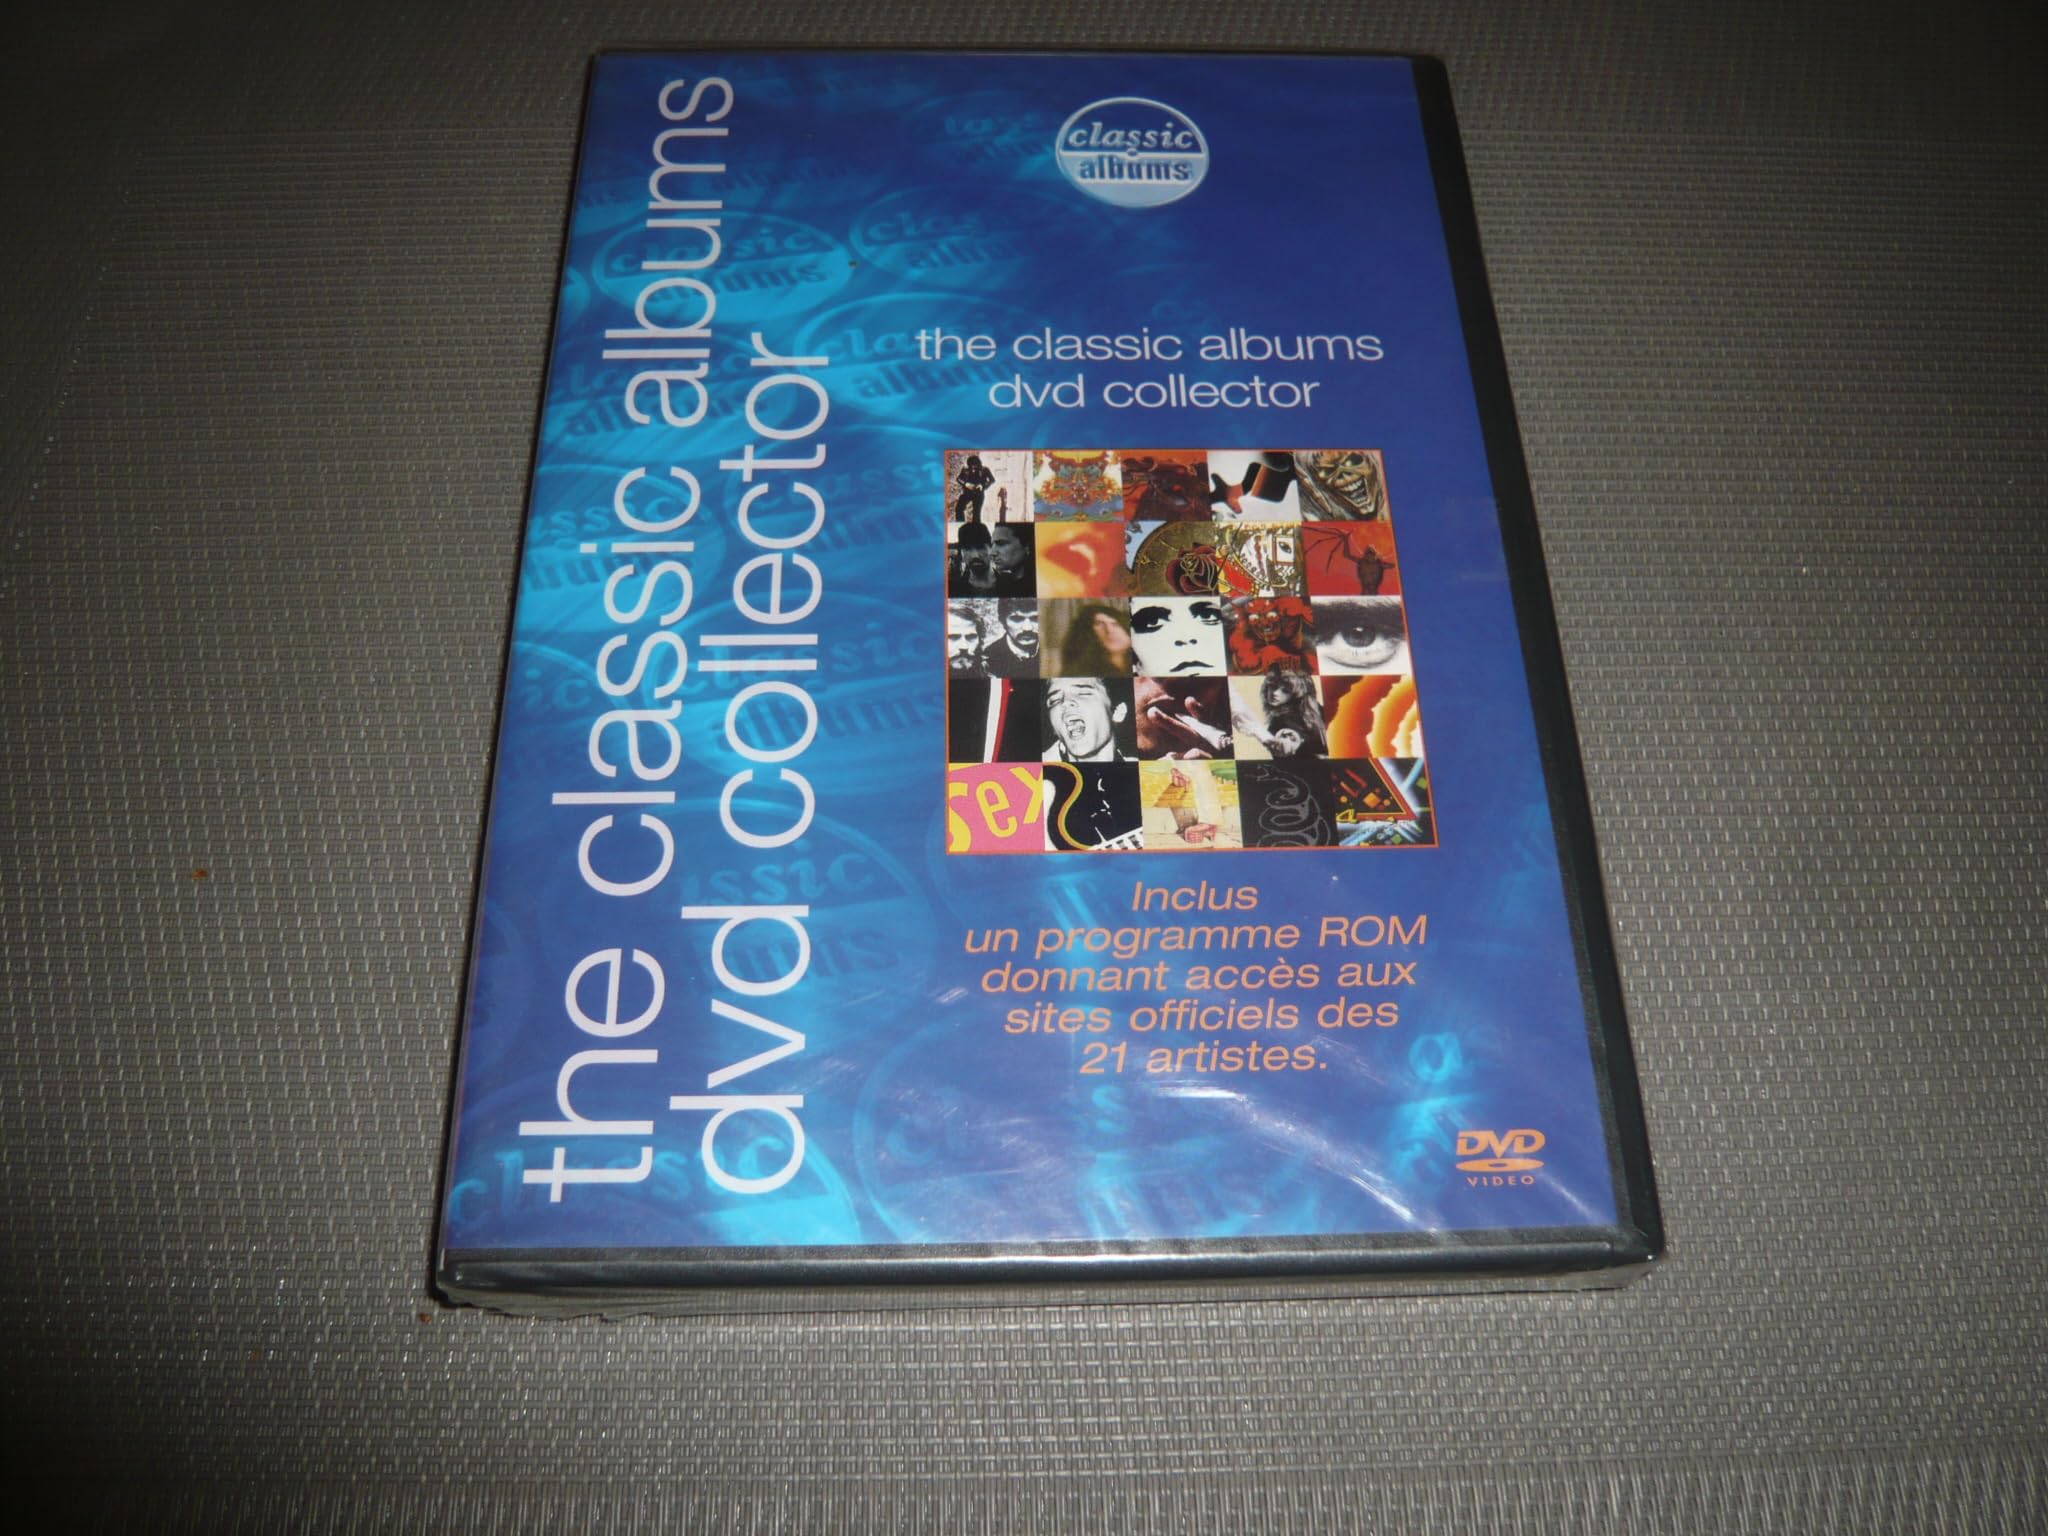 the classic albums
dvd collector
classic
albums
the classic albums
dvd collector
sex
Inclus
un programme ROM
donnant accès aux
sites officiels des
21 artistes.
DVD
VIDEO